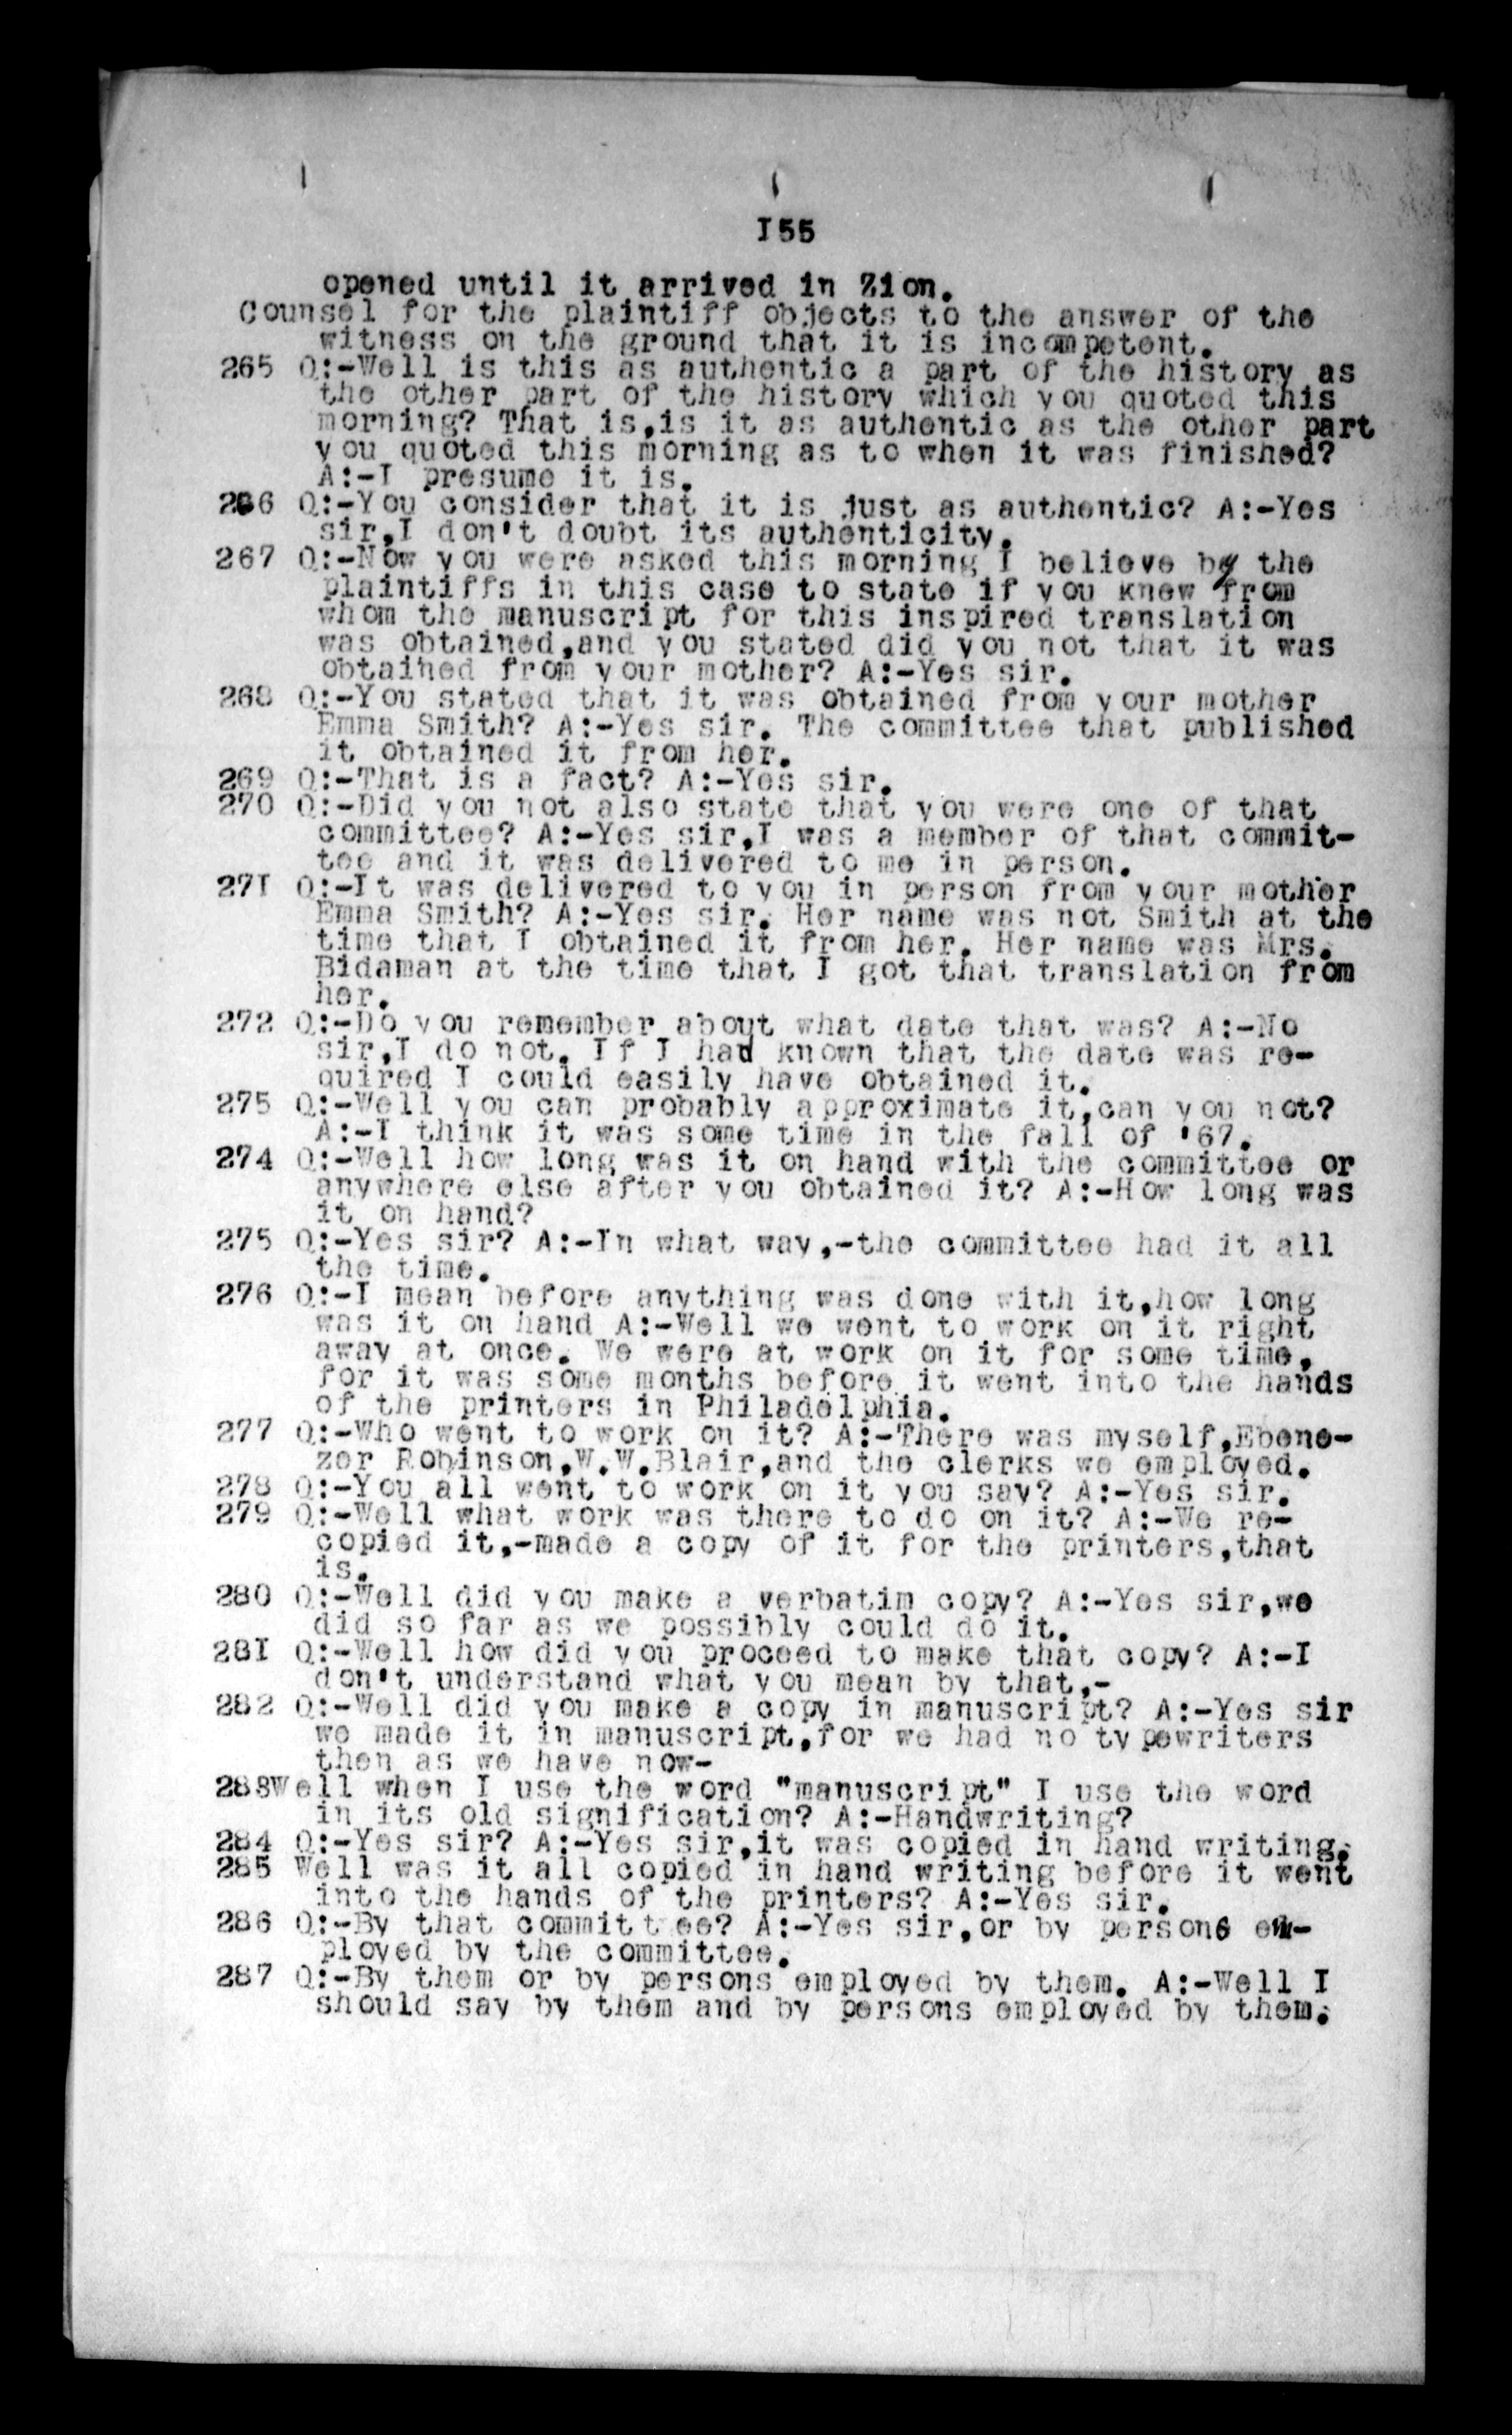 I55
opened until it arrived in Zion.
Counsel for the plaintiff objects to the answer of the
witness on the ground that it is incompetent.
265 Q:-Well is this as authentic a part of the history as
the other part of the history which you quoted this
morning? That is,is it as authentic as the other part
you quoted this morning as to when it was finished?
A:-I presume it is.
266 Q:-You consider that it is just as authentic? A:-Yes
sir,I don't doubt its authenticity.
267 Q:-Now you were asked this morning I believe by the
plaintiffs in this case to state if you knew from
whom the manuscript for this inspired translation
was obtained,and you stated did you not that it was
obtained from your mother? A:-Yes sir.
268 Q:-You stated that it was obtained from your mother
Emma Smith? A:-Yes sir. The committee that published
it obtained it from her.
269 Q:-That is a fact? A:-Yes sir.
270 Q:-Did you not also state that you were one of that
committee? A:-Yes sir,I was a member of that commit-
tee and it was delivered to me in person.
27I Q:-It was delivered to you in person from your mother
Emma Smith? A:-Yes sir. Her name was not Smith at the
time that I obtained it from her. Her name was Mrs.
Bidaman at the time that I got that translation from
her.
272 Q:-Do you remember about what date that was? A:-No
sir,I do not. If I had known that the date was re-
quired I could easily have obtained it.
275 Q:-Well you can probably approximate it,can you not?
A:-I think it was some time in the fall of '67.
274 Q:-Well how long was it on hand with the committee or
anywhere else after you obtained it? A:-How long was
it on hand?
275 Q:-Yes sir? A:-In what way,-the committee had it all
the time.
276 Q:-I mean before anything was done with it,how long
was it on hand A:-Well we went to work on it right
away at once. We were at work on it for some time,
for it was some months before it went into the hands
of the printers in Philadelphia.
277 Q:-Who went to work on it? A:-There was myself,Ebene-
zer Robinson,W.W.Blair,and the clerks we employed.
278 Q:-You all went to work on it you say? A:-Yes sir.
279 Q:-Well what work was there to do on it? A:-We re-
copied it,-made a copy of it for the printers,that
is.
280 Q:-Well did you make a verbatim copy? A:-Yes sir,we
did so far as we possibly could do it.
28I Q:-Well how did you proceed to make that copy? A:-I
don't understand what you mean by that,-
282 Q:-Well did you make a copy in manuscript? A:-Yes sir
we made it in manuscript,for we had no typewriters
then as we have now-
283Well when I use the word "manuscript" I use the word
in its old signification? A:-Handwriting?
284 Q:-Yes sir? A:-Yes sir,it was copied in hand writing.
285 Well was it all copied in hand writing before it went
into the hands of the printers? A:-Yes sir.
286 Q:-By that committee? A:-Yes sir,or by persons em-
ployed by the committee.
287 Q:-By them or by persons employed by them. A:-Well I
should say by them and by persons employed by them.